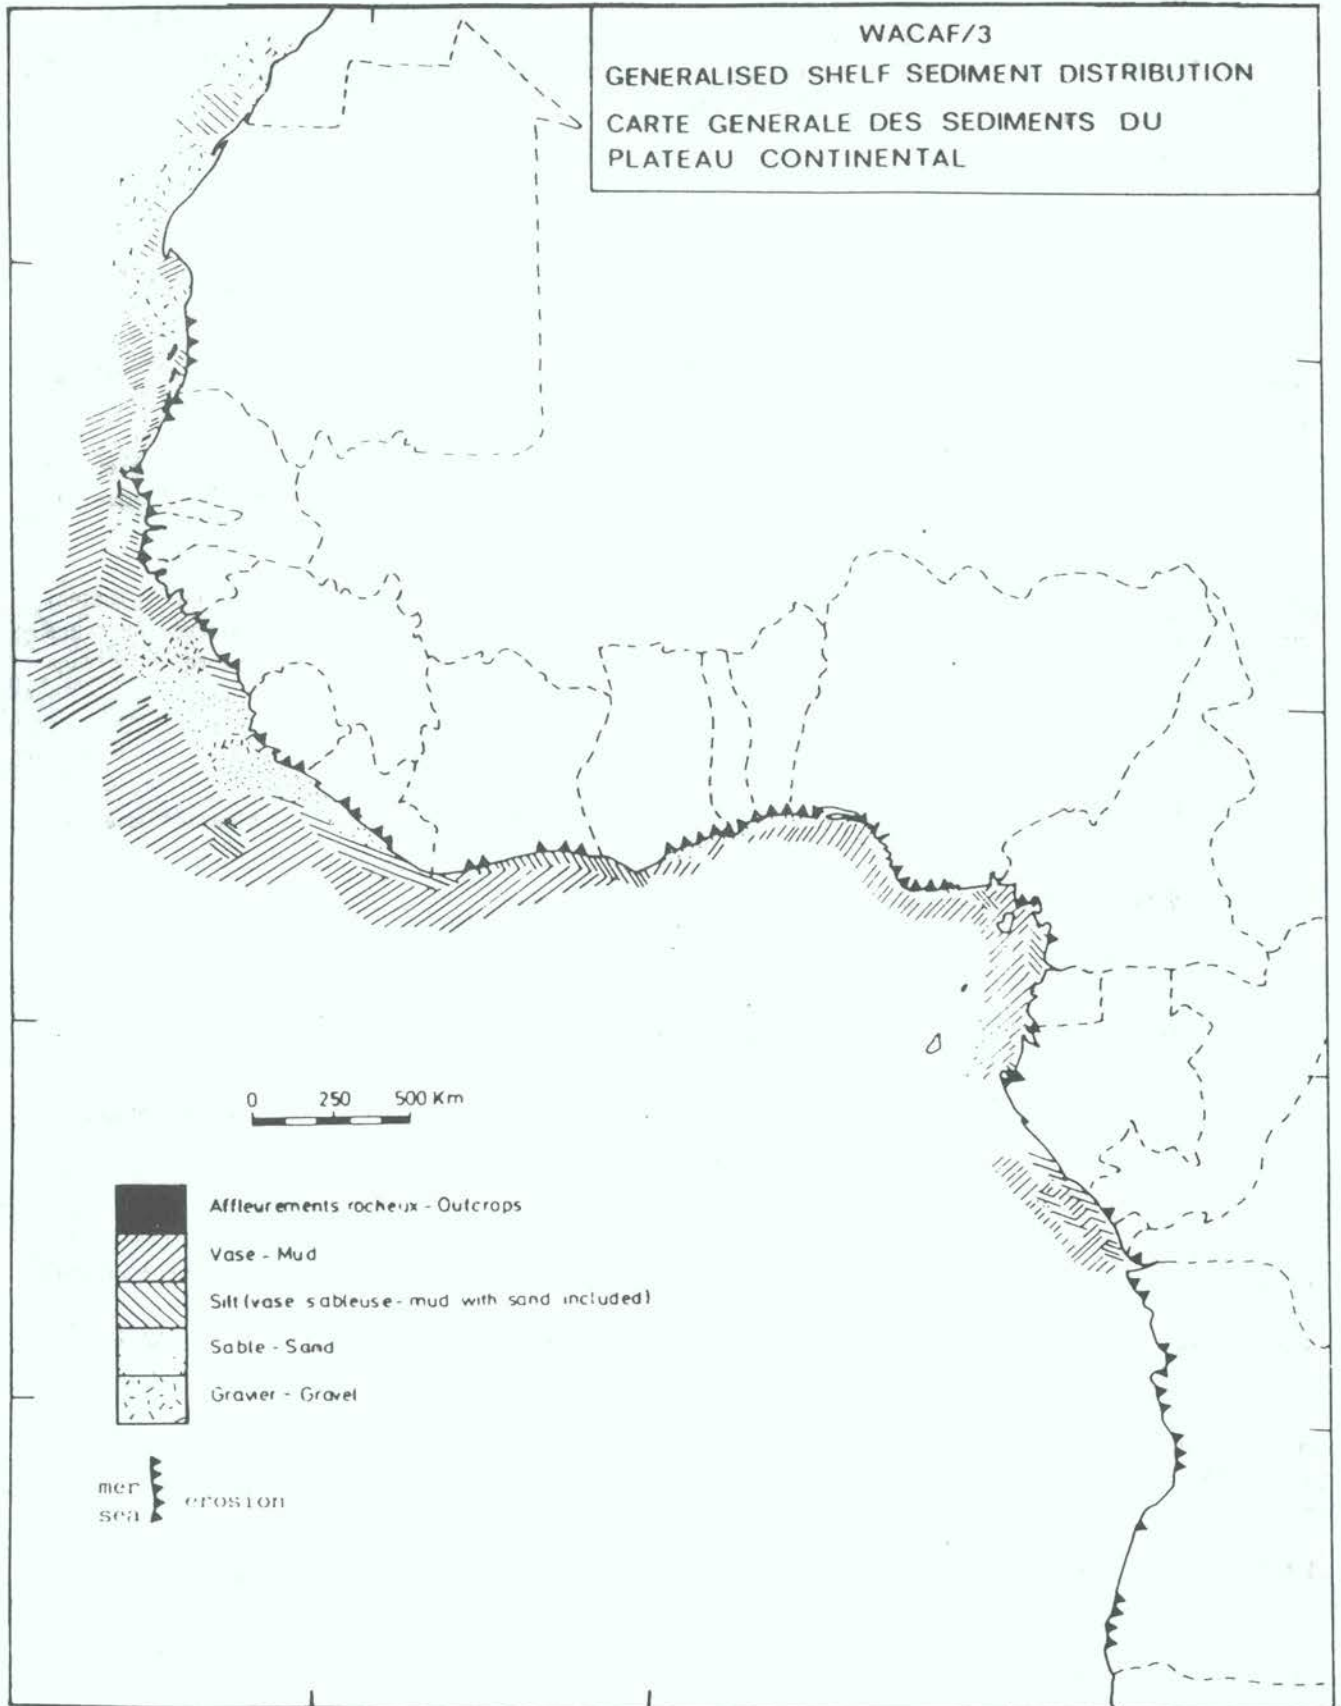 WACAF/3
GENERALISED SHELF SEDIMENT DISTRIBUTION
CARTE GENERALE DES SEDIMENTS DU
PLATEAU CONTINENTAL
0 250 500 Km
Affleurements rocheux - Outcrops
Vase - Mud
Silt (vase sableuse - mud with sand included)
Sable - Sand
Gravier - Gravel
mer
sea
erosion